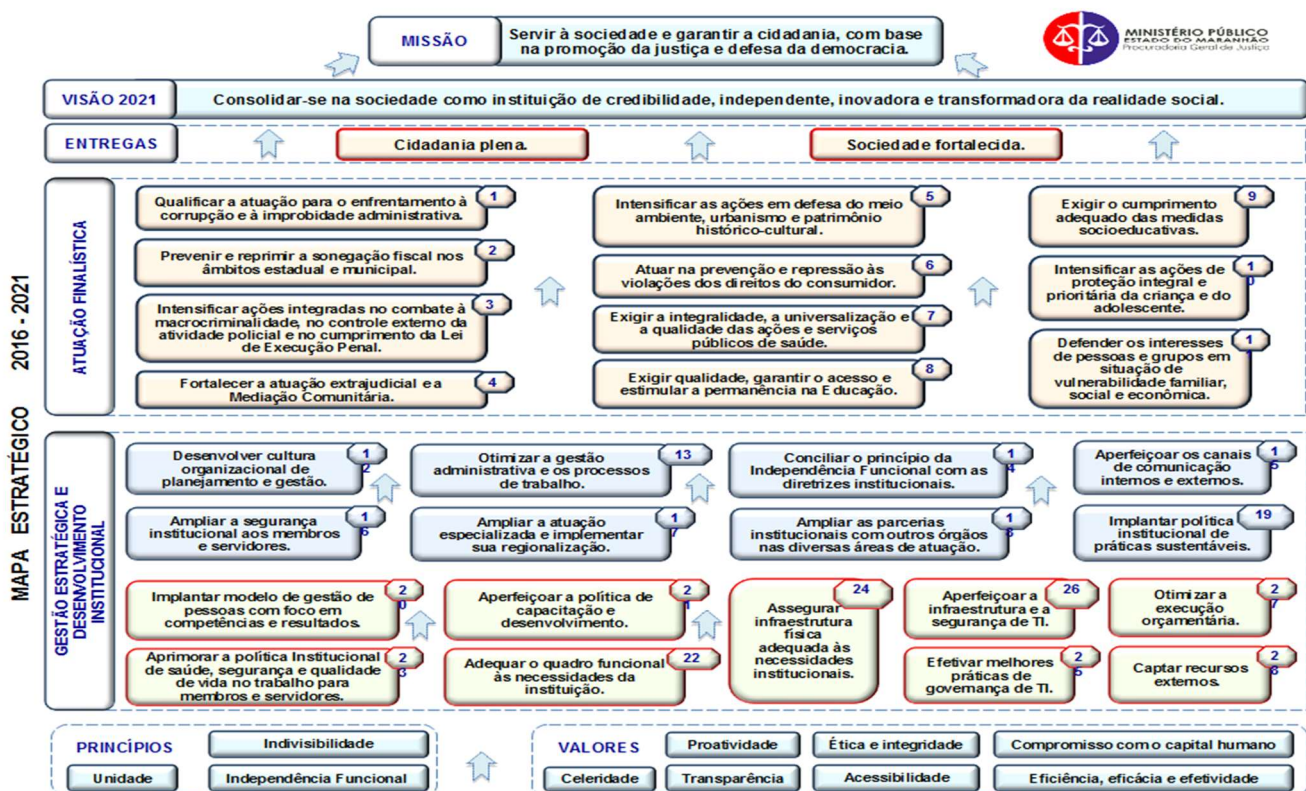 MISSÃO
Servir à sociedade e garantir a cidadania, com base
na promoção da justiça e defesa da democracia.
MINISTÉRIO PÚBLICO
ESTADO DO MARANHÃO
Procuradoria Geral de Justiça
VISÃO 2021
Consolidar-se na sociedade como instituição de credibilidade, independente, inovadora e transformadora da realidade social.
ENTREGAS
Cidadania plena.
Sociedade fortalecida.
MAPA ESTRATÉGICO 2016 - 2021
ATUAÇÃO FINALÍSTICA
Qualificar a atuação para o enfrentamento à
corrupção e à improbidade administrativa.
1
Prevenir e reprimir a sonegação fiscal nos
âmbitos estadual e municipal.
2
Intensificar ações integradas no combate à
macrocriminalidade, no controle externo da
atividade policial e no cumprimento da Lei
de Execução Penal.
3
Fortalecer a atuação extrajudicial e a
Mediação Comunitária.
4
Intensificar as ações em defesa do meio
ambiente, urbanismo e patrimônio
histórico-cultural.
5
Atuar na prevenção e repressão às
violações dos direitos do consumidor.
6
Exigir a integralidade, a universalização e
a qualidade das ações e serviços
públicos de saúde.
7
Exigir qualidade, garantir o acesso e
estimular a permanência na Educação.
8
Exigir o cumprimento
adequado das medidas
socioeducativas.
9
Intensificar as ações de
proteção integral e
prioritária da criança e do
adolescente.
10
Defender os interesses
de pessoas e grupos em
situação de
vulnerabilidade familiar,
social e econômica.
11
GESTÃO ESTRATÉGICA E
DESENVOLVIMENTO
INSTITUCIONAL
Desenvolver cultura
organizacional de
planejamento e gestão.
12
Otimizar a gestão
administrativa e os processos
de trabalho.
13
Conciliar o princípio da
Independência Funcional com as
diretrizes institucionais.
14
Aperfeiçoar os canais
de comunicação
internos e externos.
15
Ampliar a segurança
institucional aos membros
e servidores.
16
Ampliar a atuação
especializada e implementar
sua regionalização.
17
Ampliar as parcerias
institucionais com outros órgãos
nas diversas áreas de atuação.
18
Implantar política
institucional de
práticas sustentáveis.
19
Implantar modelo de gestão de
pessoas com foco em
competências e resultados.
20
Aperfeiçoar a política de
capacitação e
desenvolvimento.
21
Assegurar
infraestrutura
física
adequada às
necessidades
institucionais.
24
Aperfeiçoar a
infraestrutura e a
segurança de TI.
26
Otimizar a
execução
orçamentária.
27
Aprimorar a política Institucional
de saúde, segurança e qualidade
de vida no trabalho para
membros e servidores.
23
Adequar o quadro funcional
às necessidades da
instituição.
22
Efetivar melhores
práticas de
governança de TI.
25
Captar recursos
externos.
28
PRINCÍPIOS
Indivisibilidade
Unidade
Independência Funcional
VALORES
Proatividade
Ética e integridade
Compromisso com o capital humano
Celeridade
Transparência
Acessibilidade
Eficiência, eficácia e efetividade